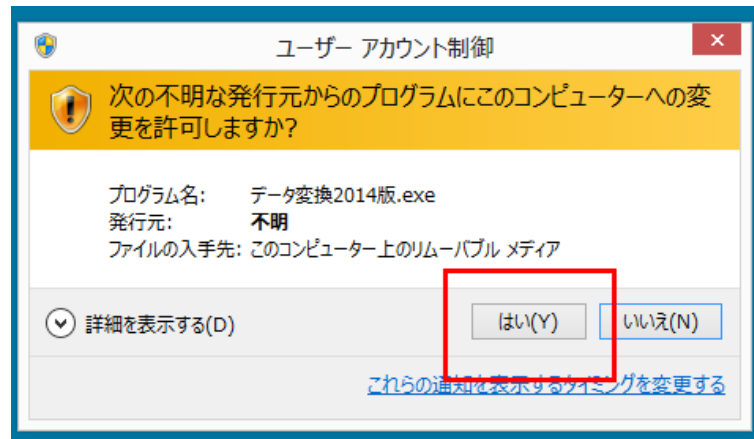 ユーザー アカウント制御
次の不明な発行元からのプログラムにこのコンピューターへの変
更を許可しますか?
プログラム名: データ変換2014版.exe
発行元: 不明
ファイルの入手先: このコンピューター上のリムーバブル メディア
詳細を表示する(D) はい(Y) いいえ(N)
これらの通知を表示するタイミングを変更する